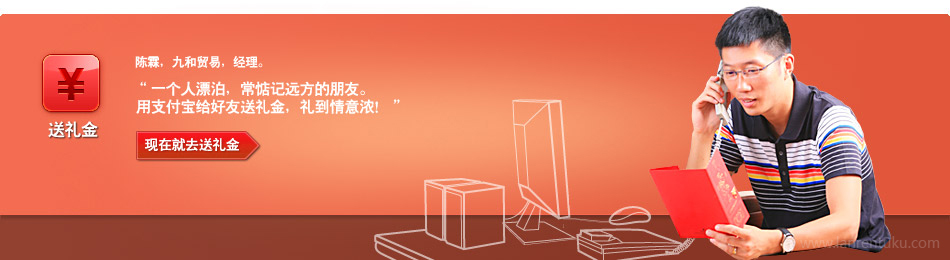 陈霖，九和贸易，经理。
¥
“一个人漂泊，常惦记远方的朋友。
用支付宝给好友送礼金，礼到情意浓！”
送礼金
现在就去送礼金
www.lanrentuku.com